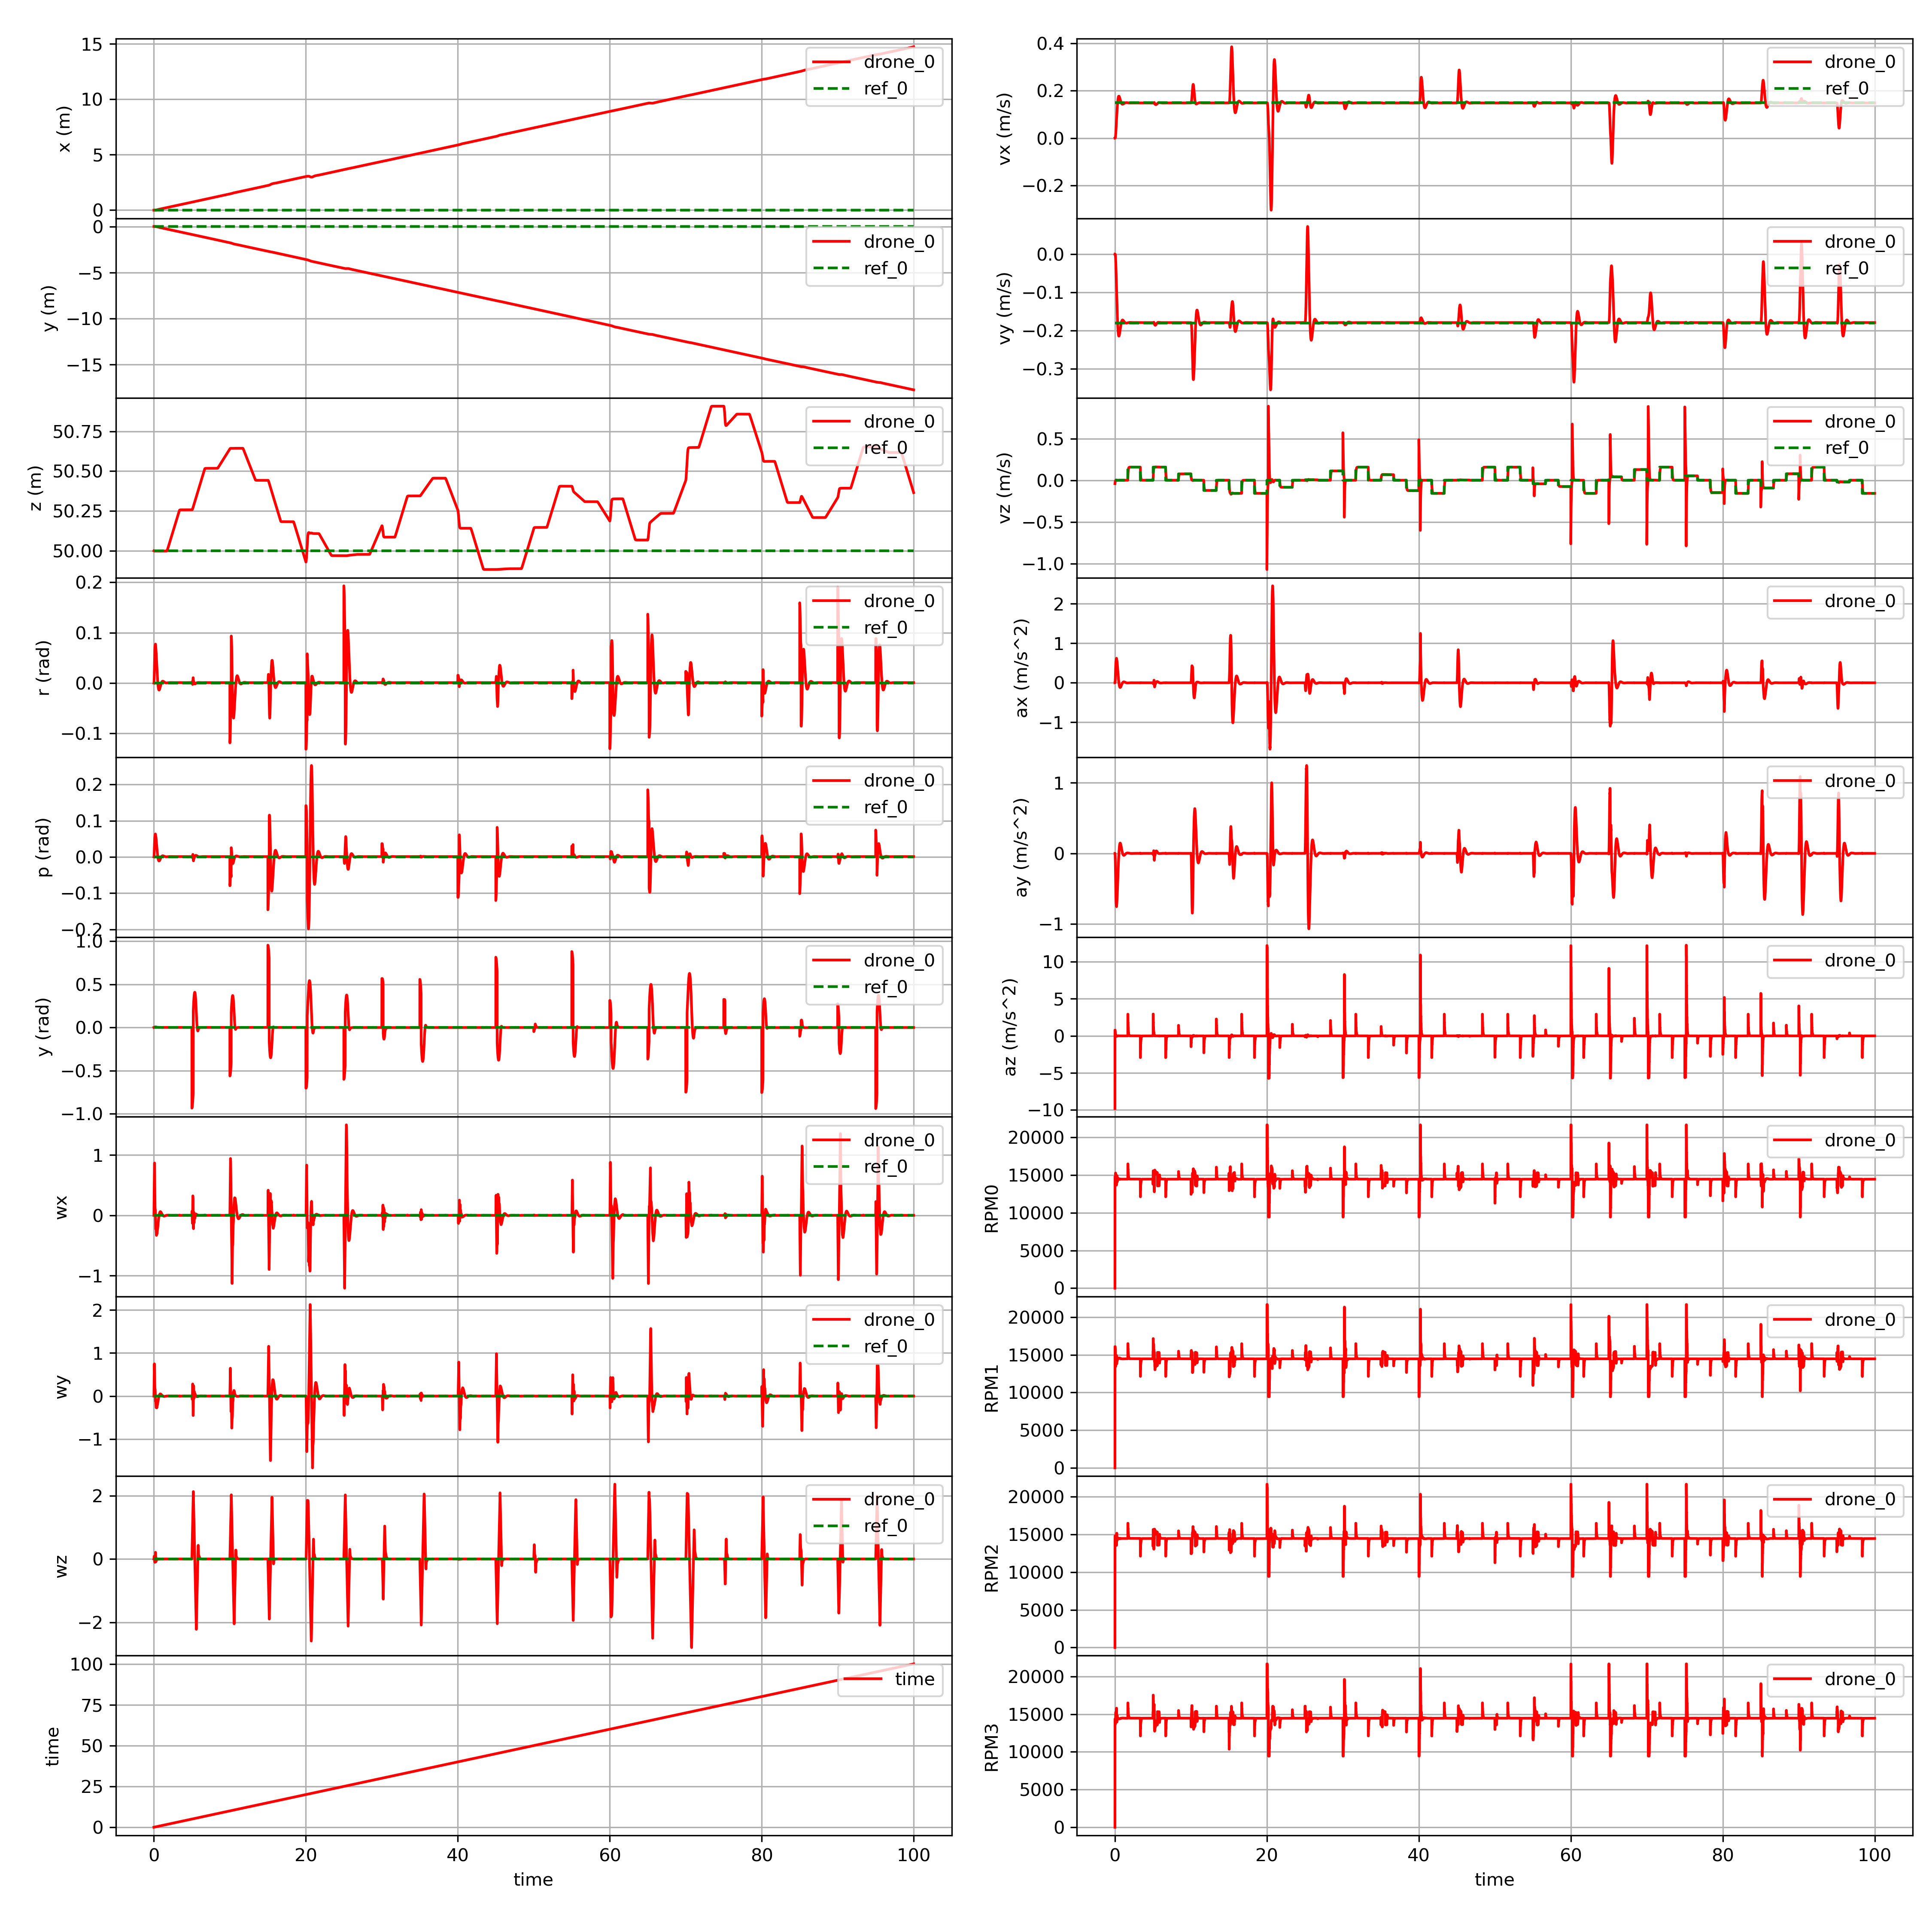 15
10
5
0
x (m)
drone_0
ref_0
0
−5
−10
−15
y (m)
drone_0
ref_0
50.75
50.50
50.25
50.00
z (m)
drone_0
ref_0
0.2
0.1
0.0
−0.1
r (rad)
drone_0
ref_0
0.2
0.1
0.0
−0.1
−0.2
p (rad)
drone_0
ref_0
1.0
0.5
0.0
−0.5
−1.0
y (rad)
drone_0
ref_0
1
0
−1
wx
drone_0
ref_0
2
1
0
−1
wy
drone_0
ref_0
2
0
−2
wz
drone_0
ref_0
100
75
50
25
0
time
time
0 20 40 60 80 100
time
0.4
0.2
0.0
−0.2
vx (m/s)
drone_0
ref_0
0.0
−0.1
−0.2
−0.3
vy (m/s)
drone_0
ref_0
0.5
0.0
−0.5
−1.0
vz (m/s)
drone_0
ref_0
2
1
0
−1
ax (m/s^2)
drone_0
1
0
−1
ay (m/s^2)
drone_0
10
5
0
−5
−10
az (m/s^2)
drone_0
20000
15000
10000
5000
0
RPM0
drone_0
20000
15000
10000
5000
0
RPM1
drone_0
20000
15000
10000
5000
0
RPM2
drone_0
20000
15000
10000
5000
0
RPM3
drone_0
0 20 40 60 80 100
time